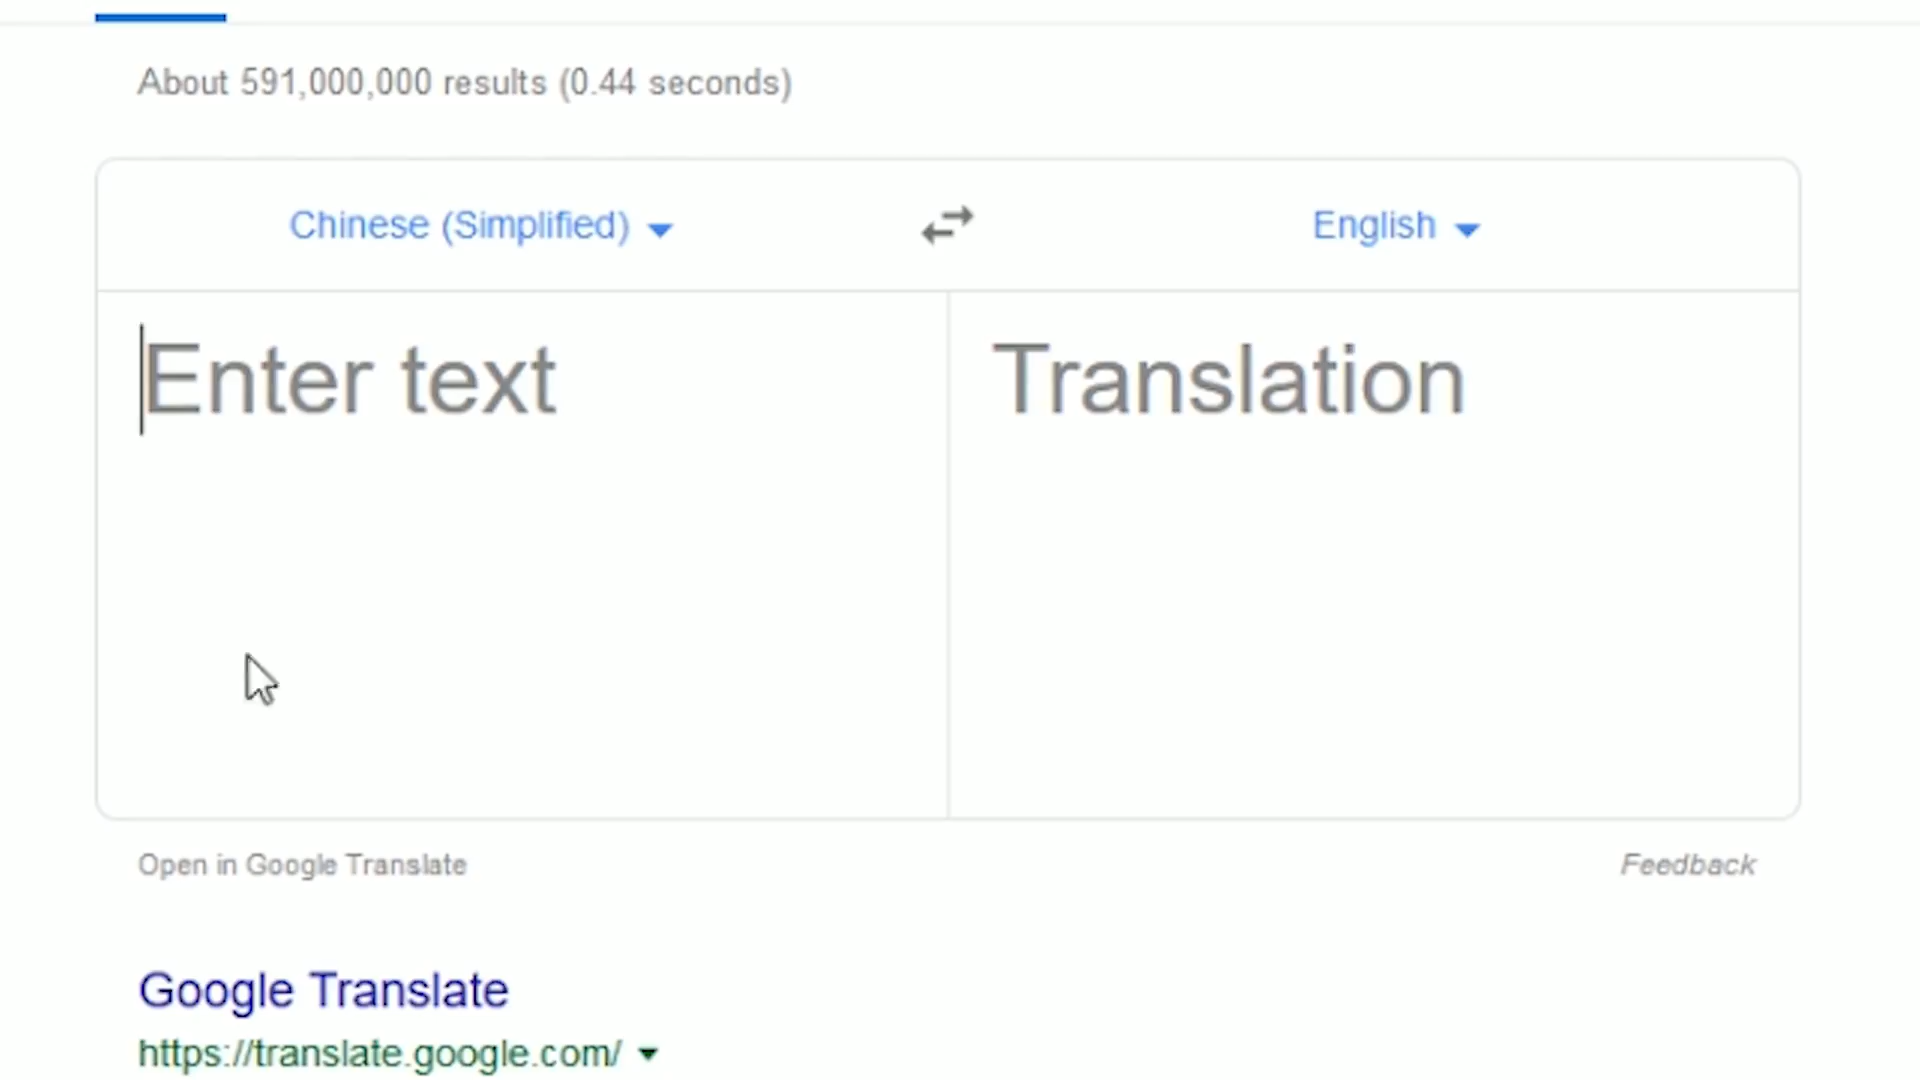 About 591,000,000 results (0.44 seconds)
Chinese (Simplified)
English
Enter text
Translation
Open in Google Translate
Feedback
Google Translate
https://translate.google.com/